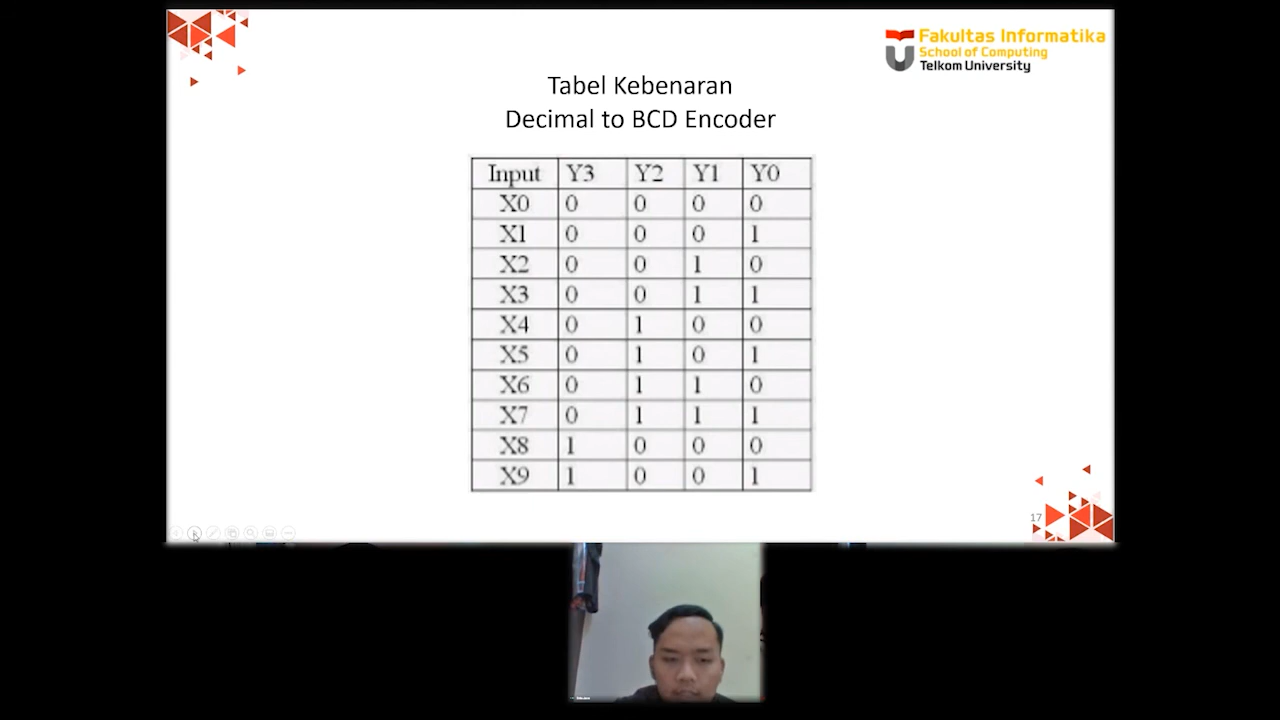 Fakultas Informatika
School of Computing
Telkom University
Tabel Kebenaran
Decimal to BCD Encoder
Input Y3 Y2 Y1 Y0
X0 0 0 0 0
X1 0 0 0 1
X2 0 0 1 0
X3 0 0 1 1
X4 0 1 0 0
X5 0 1 0 1
X6 0 1 1 0
X7 0 1 1 1
X8 1 0 0 0
X9 1 0 0 1
17